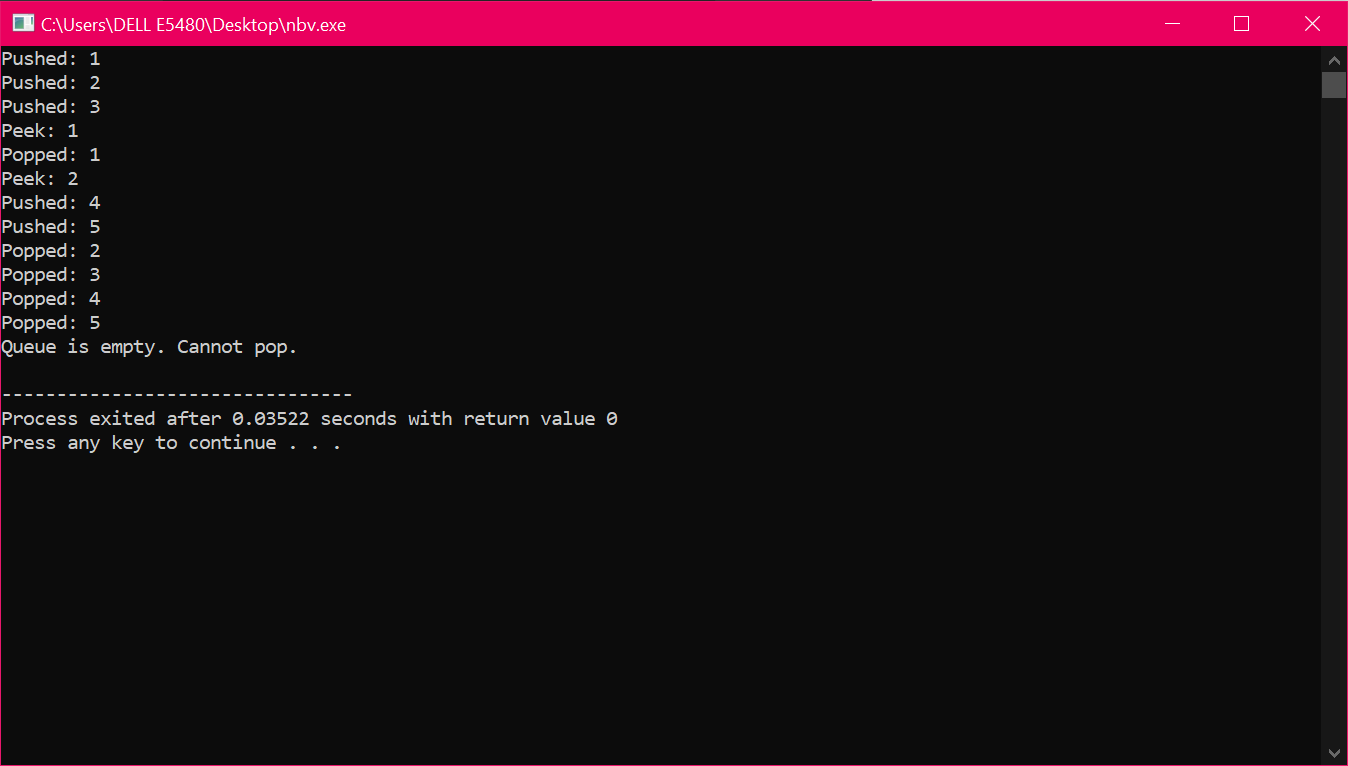 C:\Users\DELL E5480\Desktop\nbv.exe
Pushed: 1
Pushed: 2
Pushed: 3
Peek: 1
Popped: 1
Peek: 2
Pushed: 4
Pushed: 5
Popped: 2
Popped: 3
Popped: 4
Popped: 5
Queue is empty. Cannot pop.
--------------------------------
Process exited after 0.03522 seconds with return value 0
Press any key to continue . . .